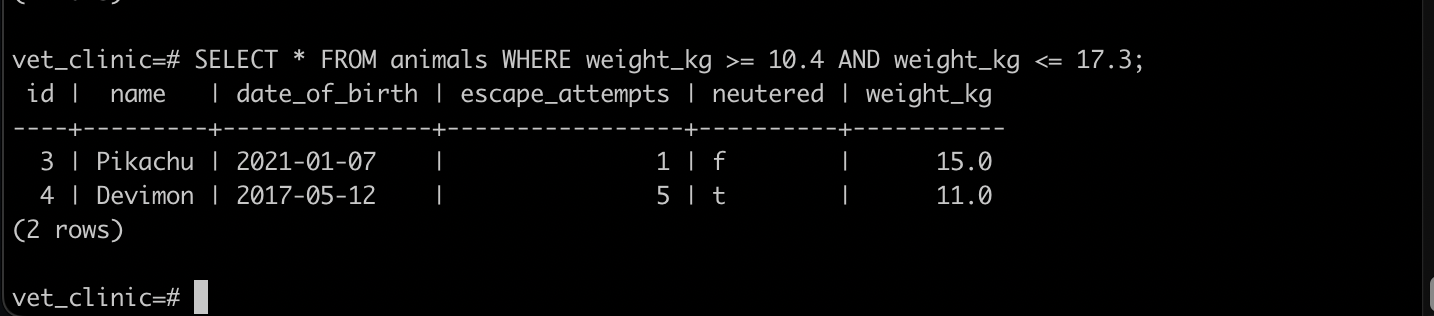 vet_clinic=# SELECT * FROM animals WHERE weight_kg >= 10.4 AND weight_kg <= 17.3;
 id |  name   | date_of_birth | escape_attempts | neutered | weight_kg
----+---------+---------------+-----------------+----------+-----------
  3 | Pikachu | 2021-01-07    |               1 | f        |      15.0
  4 | Devimon | 2017-05-12    |               5 | t        |      11.0
(2 rows)
vet_clinic=#